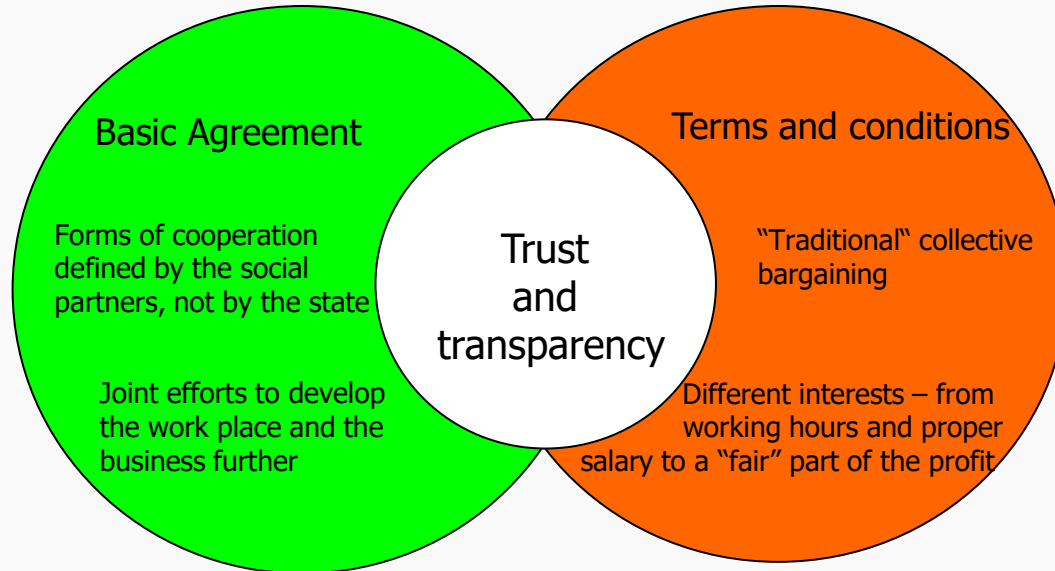 Basic Agreement
Forms of cooperation
defined by the social
partners, not by the state
Joint efforts to develop
the work place and the
business further
Trust
and
transparency
Terms and conditions
“Traditional“ collective
bargaining
Different interests – from
working hours and proper
salary to a “fair” part of the profit